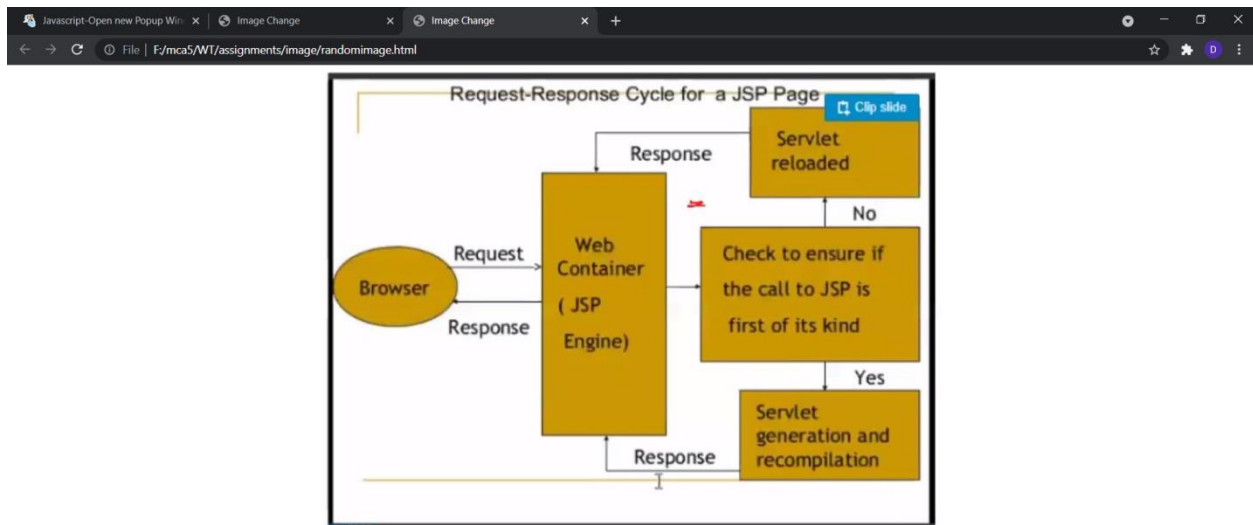 Javascript-Open new Popup Win
Image Change
Image Change
File
F:/mca5/WT/assignments/image/randomimage.html
D
Request-Response Cycle for a JSP Page
Clip slide
Response
Servlet
reloaded
No
Request
Web
Container
( JSP
Engine)
Check to ensure if
the call to JSP is
first of its kind
Browser
Response
Yes
Servlet
generation and
recompilation
Response